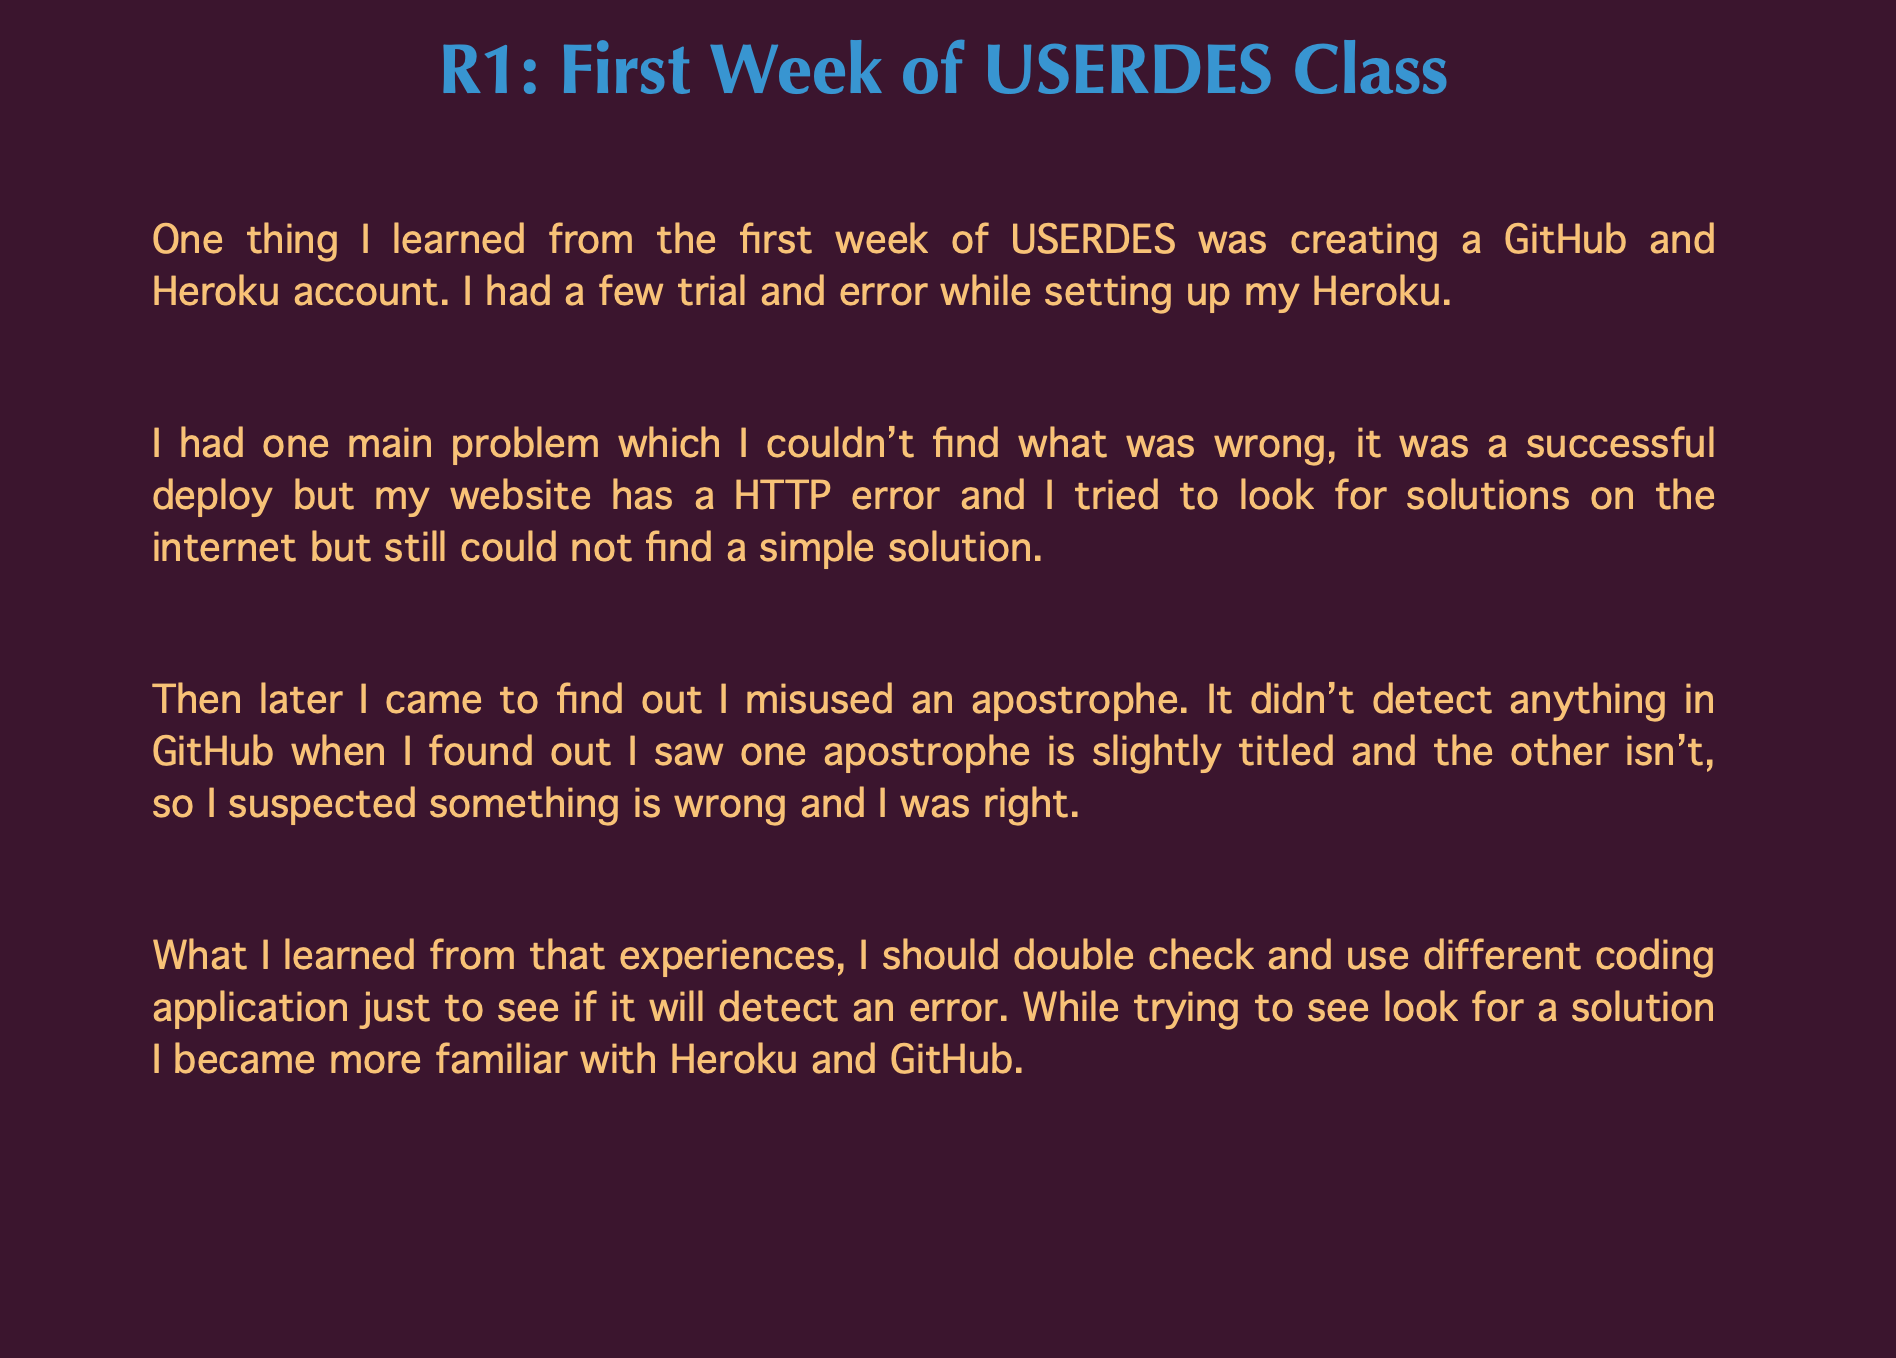 R1: First Week of USERDES Class
One thing I learned from the first week of USERDES was creating a GitHub and
Heroku account. I had a few trial and error while setting up my Heroku.
I had one main problem which I couldn’t find what was wrong, it was a successful
deploy but my website has a HTTP error and I tried to look for solutions on the
internet but still could not find a simple solution.
Then later I came to find out I misused an apostrophe. It didn’t detect anything in
GitHub when I found out I saw one apostrophe is slightly titled and the other isn’t,
so I suspected something is wrong and I was right.
What I learned from that experiences, I should double check and use different coding
application just to see if it will detect an error. While trying to see look for a solution
I became more familiar with Heroku and GitHub.